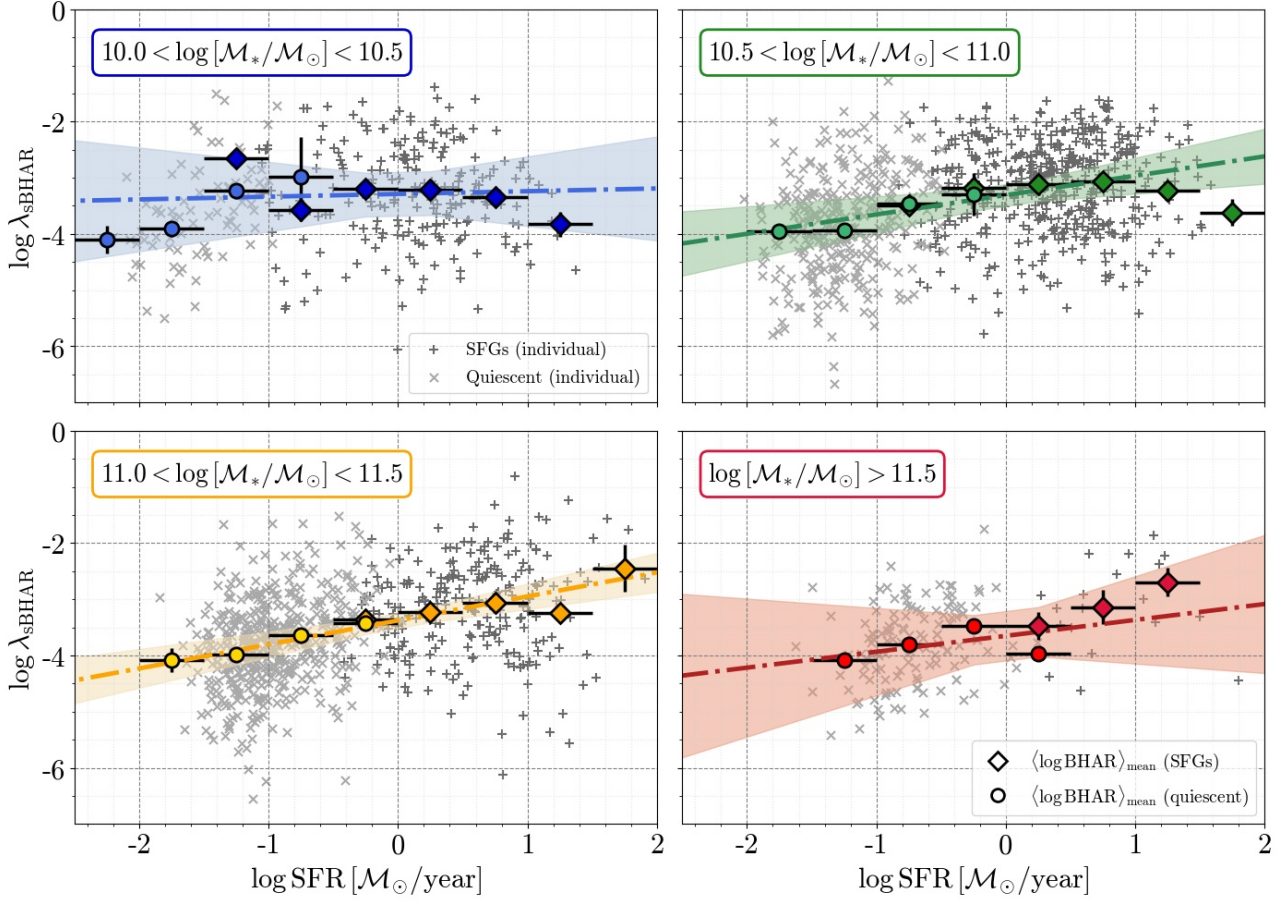 10.0 < log [ℳ∗/ℳ⊙] < 10.5
10.5 < log [ℳ∗/ℳ⊙] < 11.0
0
-2
-4
-6
log λsBHAR
+ SFGs (individual)
× Quiescent (individual)
11.0 < log [ℳ∗/ℳ⊙] < 11.5
log [ℳ∗/ℳ⊙] > 11.5
0
-2
-4
-6
log λsBHAR
⟨log BHAR⟩mean (SFGs)
⟨log BHAR⟩mean (quiescent)
-2 -1 0 1 2
-2 -1 0 1 2
log SFR [ℳ⊙/year]
log SFR [ℳ⊙/year]